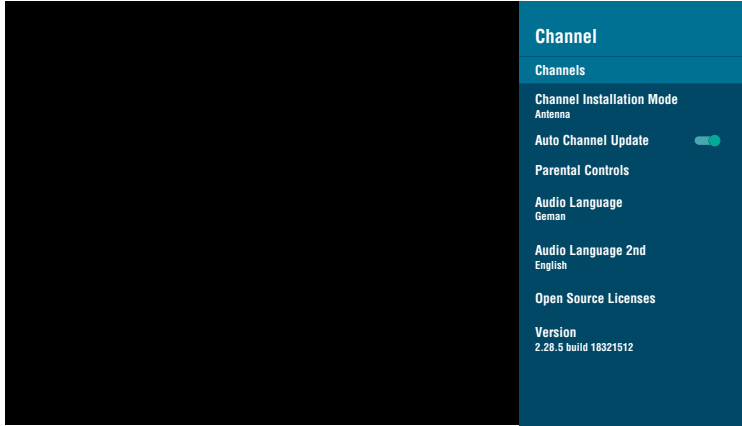 Channel
Channels
Channel Installation Mode
Antenna
Auto Channel Update
Parental Controls
Audio Language
Geman
Audio Language 2nd
English
Open Source Licenses
Version
2.28.5 build 18321512